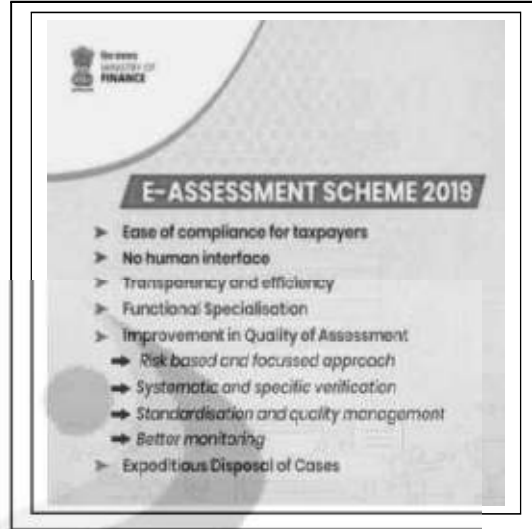 वित्त मंत्रालय
MINISTRY OF
FINANCE
E-ASSESSMENT SCHEME 2019
➤ Ease of compliance for taxpayers
➤ No human interface
➤ Transparency and efficiency
➤ Functional Specialisation
➤ Improvement in Quality of Assessment
➡ Risk based and focussed approach
➡ Systematic and specific verification
➡ Standardisation and quality management
➡ Better monitoring
➤ Expeditious Disposal of Cases